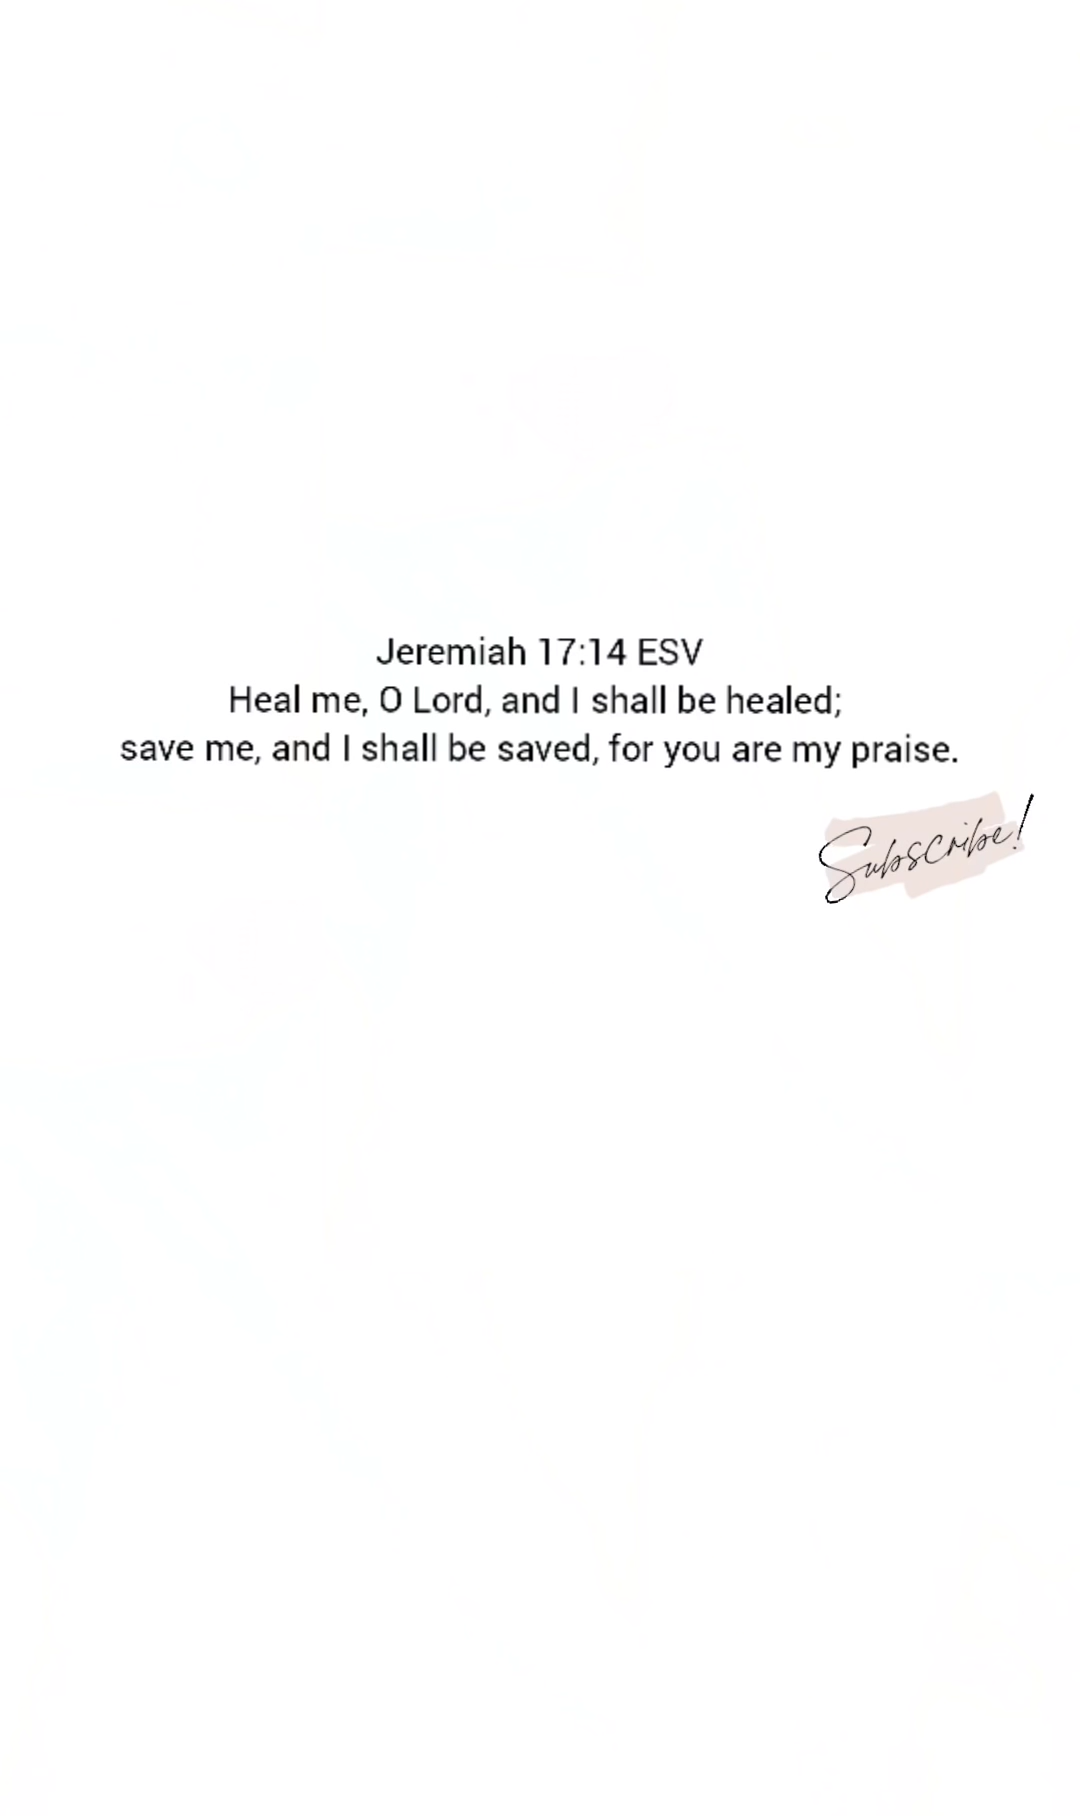 Jeremiah 17:14 ESV
Heal me, O Lord, and I shall be healed;
save me, and I shall be saved, for you are my praise.
Subscribe!